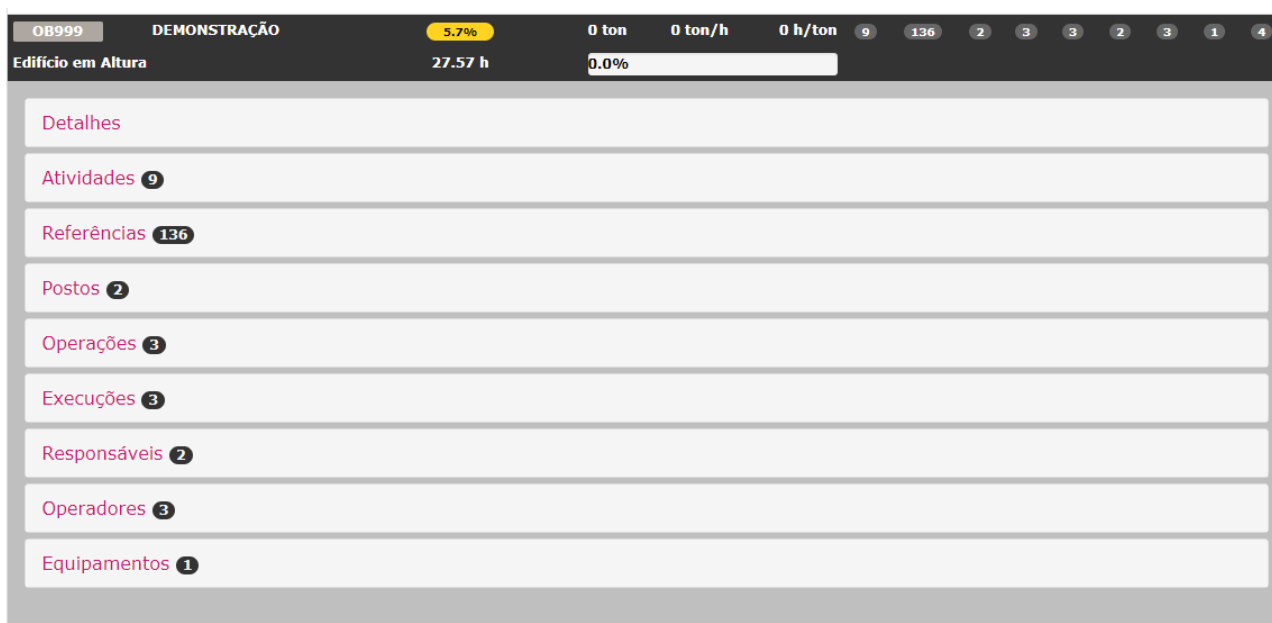 OB999 DEMONSTRAÇÃO 5.7% 0 ton 0 ton/h 0 h/ton 9 136 2 3 3 2 3 1 4
Edifício em Altura 27.57 h 0.0%
Detalhes
Atividades 9
Referências 136
Postos 2
Operações 3
Execuções 3
Responsáveis 2
Operadores 3
Equipamentos 1